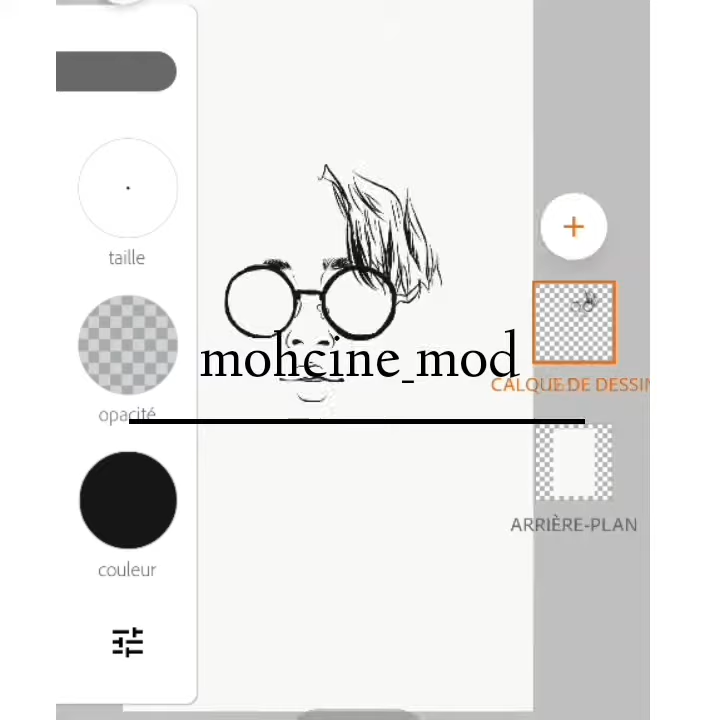 taille
mohcine_mod
CALQUE DE DESSIN
opacité
ARRIÈRE-PLAN
couleur